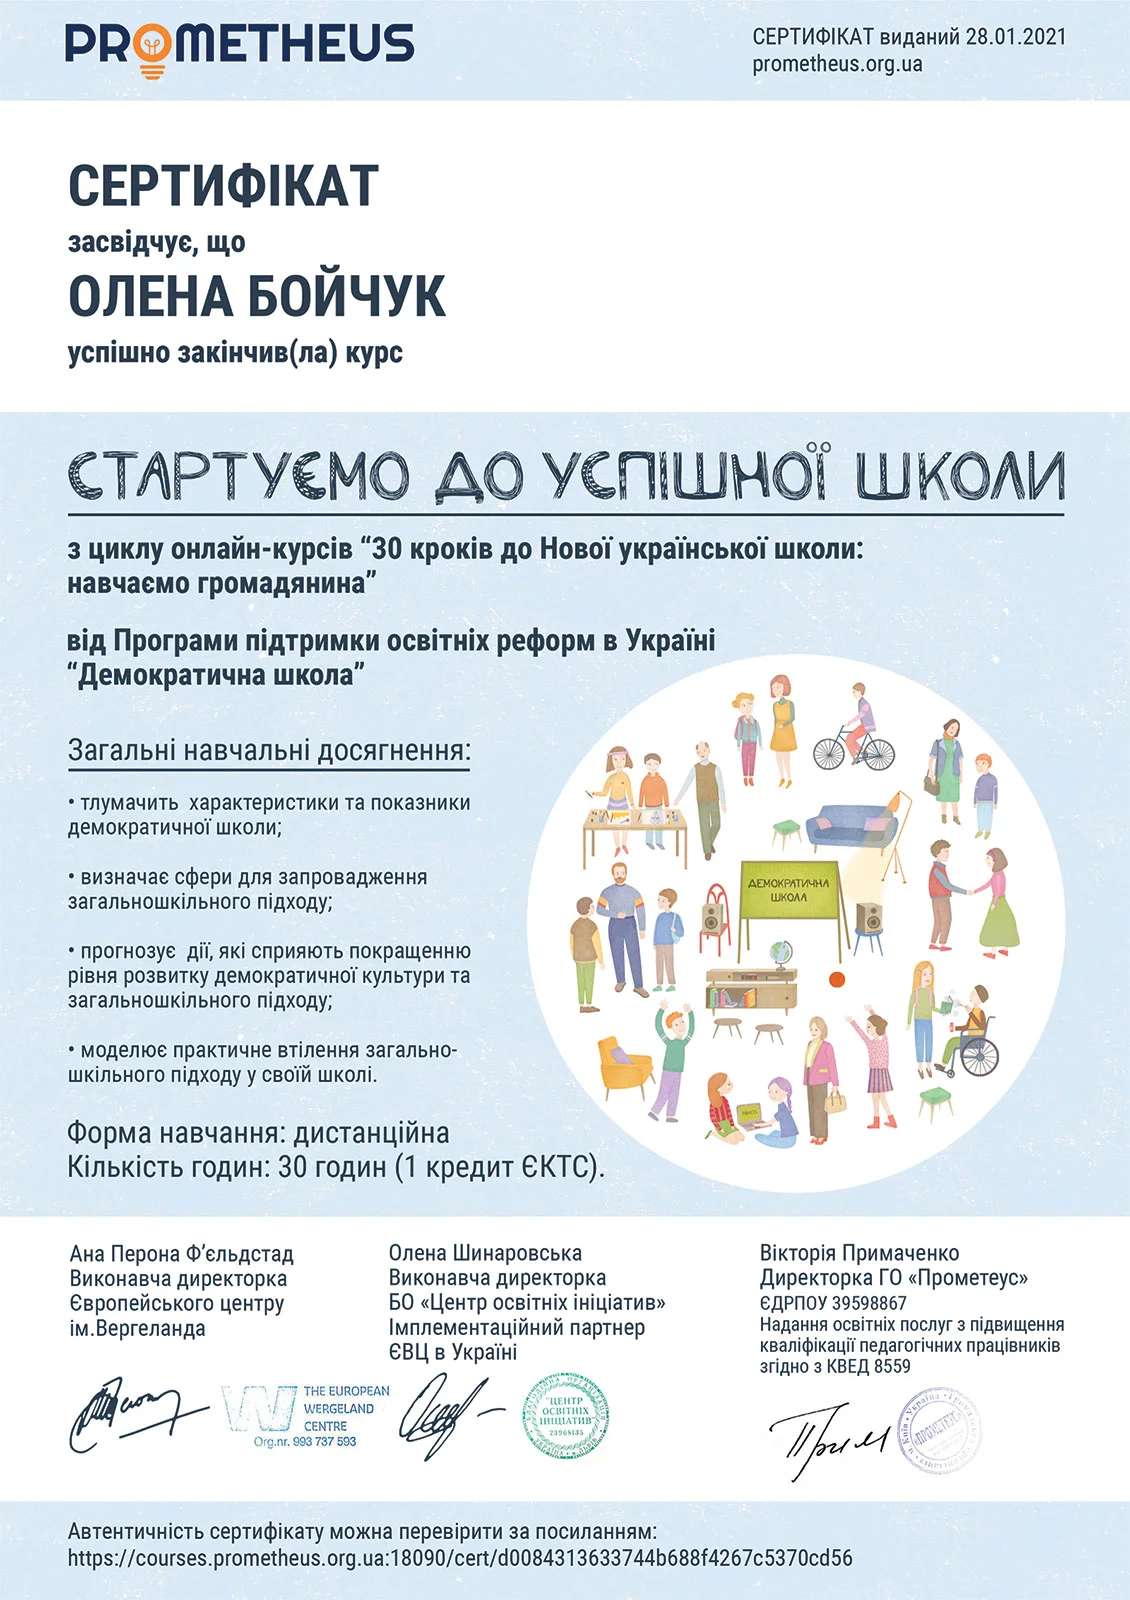 PROMETHEUS
СЕРТИФІКАТ виданий 28.01.2021
prometheus.org.ua
СЕРТИФІКАТ
засвідчує, що
ОЛЕНА БОЙЧУК
успішно закінчив(ла) курс
СТАРТУЄМО ДО УСПІШНОЇ ШКОЛИ
з циклу онлайн-курсів “30 кроків до Нової української школи:
навчаємо громадянина”
від Програми підтримки освітніх реформ в Україні
“Демократична школа”
Загальні навчальні досягнення:
• тлумачить характеристики та показники
демократичної школи;
• визначає сфери для запровадження
загальношкільного підходу;
• прогнозує дії, які сприяють покращенню
рівня розвитку демократичної культури та
загальношкільного підходу;
• моделює практичне втілення загально-
шкільного підходу у своїй школі.
ДЕМОКРАТИЧНА
ШКОЛА
Форма навчання: дистанційна
Кількість годин: 30 годин (1 кредит ЄКТС).
Ана Перона Ф’єльдстад
Виконавча директорка
Європейського центру
ім.Вергеланда
Олена Шинаровська
Виконавча директорка
БО «Центр освітніх ініціатив»
Імплементаційний партнер
ЄВЦ в Україні
Вікторія Примаченко
Директорка ГО «Прометеус»
ЄДРПОУ 39598867
Надання освітніх послуг з підвищення
кваліфікації педагогічних працівників
згідно з КВЕД 8559
THE EUROPEAN
WERGELAND
CENTRE
Org.nr. 993 737 593
"ЦЕНТР
ОСВІТНІХ
ІНІЦІАТИВ"
23968135
«ПРОМЕТЕУС»
Автентичність сертифікату можна перевірити за посиланням:
https://courses.prometheus.org.ua:18090/cert/d0084313633744b688f4267c5370cd56